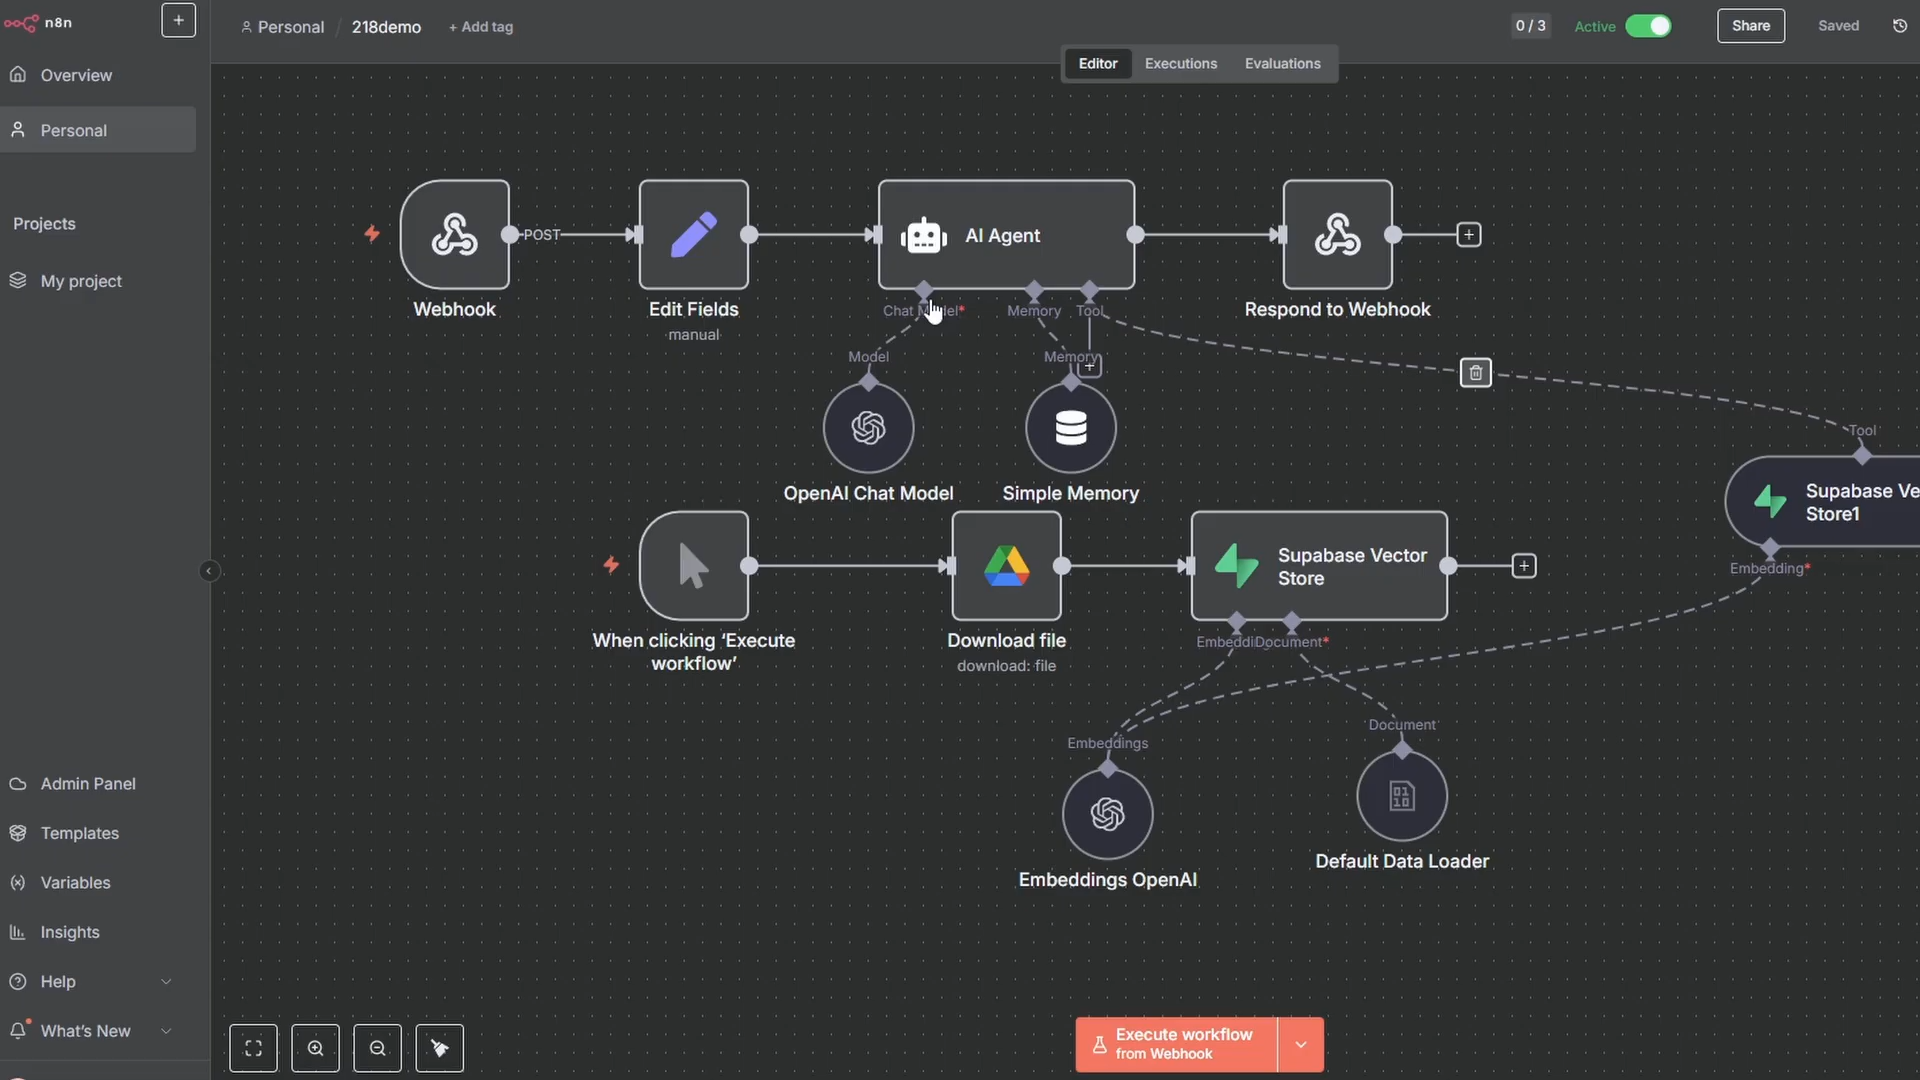 n8n
Personal / 218demo + Add tag
0 / 3
Active
Share
Saved
Editor Executions Evaluations
Overview
Personal
Projects
My project
Admin Panel
Templates
Variables
Insights
Help
What's New
POST
AI Agent
Webhook
Edit Fields
manual
Respond to Webhook
Memory
Tool
Model
Memory
OpenAI Chat Model
Simple Memory
Tool
Supabase
Store1
Embedding*
Supabase Vector
Store
When clicking ‘Execute
workflow’
Download file
download: file
Document*
Embeddings
Document
Embeddings OpenAI
Default Data Loader
Execute workflow
from Webhook